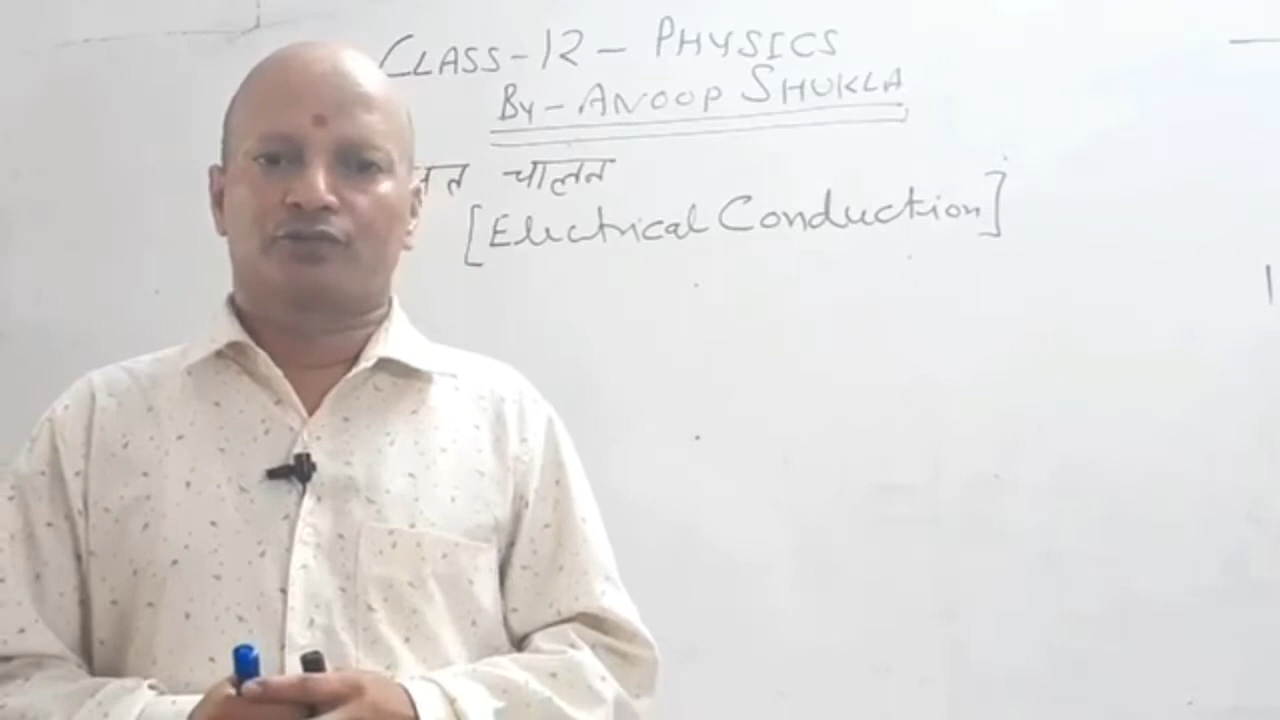 CLASS-12 - PHYSICS
By - ANOOP SHUKLA
चालन
[Electrical Conduction]